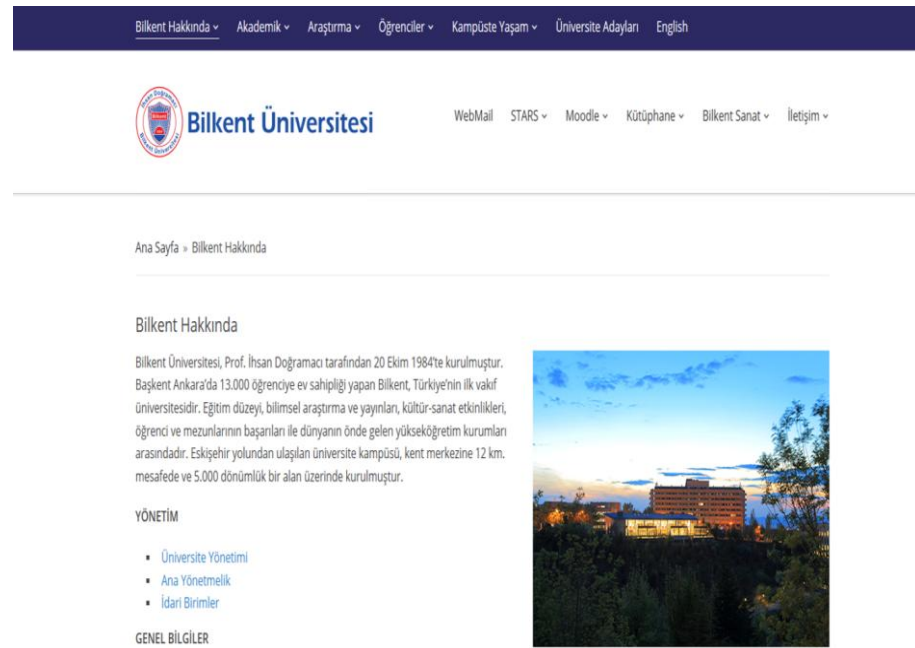 Bilkent Hakkında Akademik Araştırma Öğrenciler Kampüste Yaşam Üniversite Adayları English
Bilkent Üniversitesi
WebMail STARS Moodle Kütüphane Bilkent Sanat İletişim
Ana Sayfa » Bilkent Hakkında
Bilkent Hakkında
Bilkent Üniversitesi, Prof. İhsan Doğramacı tarafından 20 Ekim 1984'te kurulmuştur.
Başkent Ankara'da 13.000 öğrenciye ev sahipliği yapan Bilkent, Türkiye'nin ilk vakıf
üniversitesidir. Eğitim düzeyi, bilimsel araştırma ve yayınları, kültür-sanat etkinlikleri,
öğrenci ve mezunlarının başarıları ile dünyanın önde gelen yükseköğretim kurumları
arasındadır. Eskişehir yolundan ulaşılan üniversite kampüsü, kent merkezine 12 km.
mesafede ve 5.000 dönümlük bir alan üzerinde kurulmuştur.
YÖNETİM
▪ Üniversite Yönetimi
▪ Ana Yönetmelik
▪ İdari Birimler
GENEL BİLGİLER